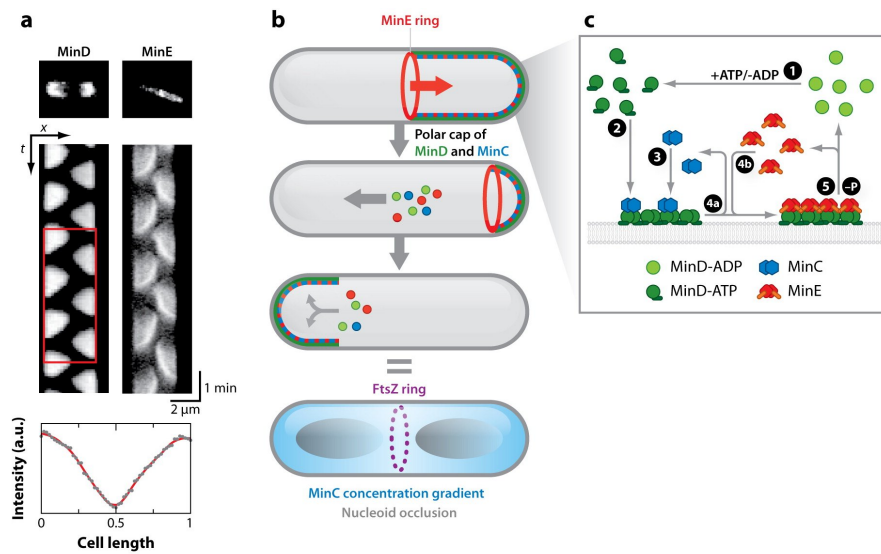 a
MinD MinE
x
t
1 min
2 μm
Intensity (a.u.)
0 0.5 1
Cell length
b
MinE ring
Polar cap of
MinD and MinC
FtsZ ring
MinC concentration gradient
Nucleoid occlusion
c
+ATP/-ADP 1
2
3
4a
4b
5 –P
MinD-ADP MinC
MinD-ATP MinE